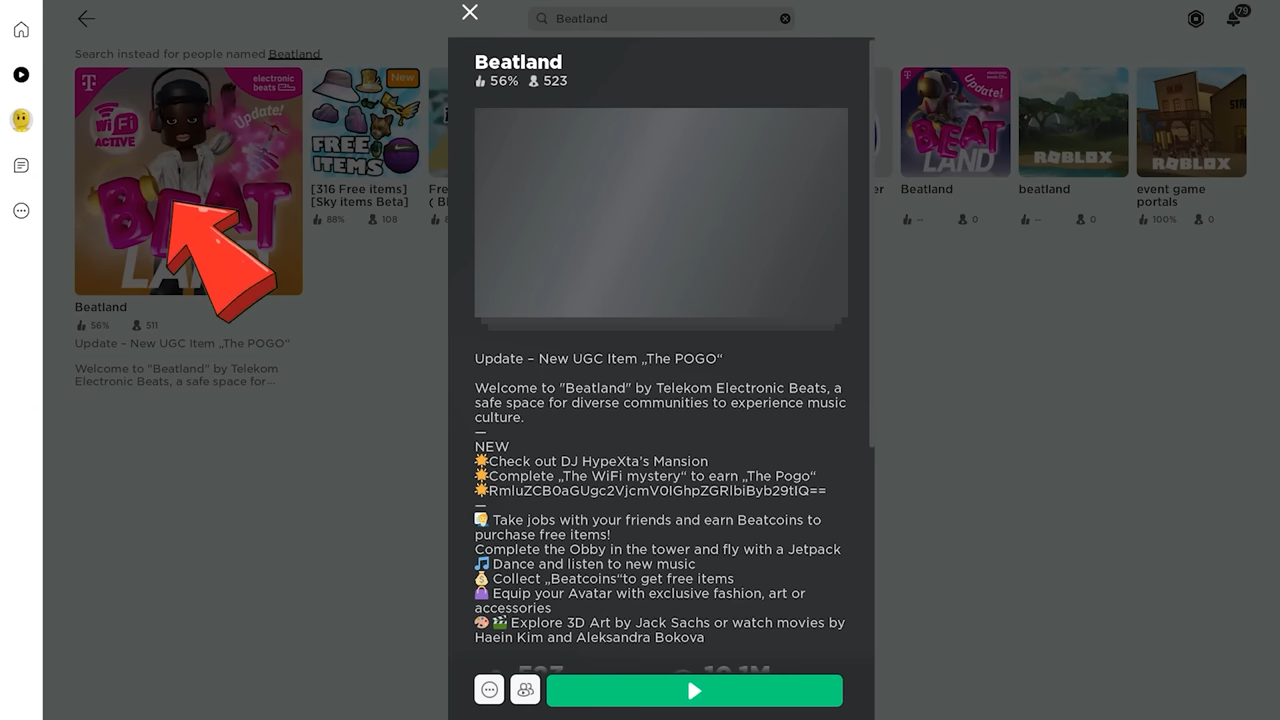 Beatland
79
Search instead for people named Beatland
T
electronic
beats
WiFi
ACTIVE
Update!
BEAT
LAND
Beatland
56% 511
Update – New UGC Item „The POGO“
Welcome to "Beatland" by Telekom
Electronic Beats, a safe space for...
New
FREE
ITEMS
[316 Free items]
[Sky items Beta]
88% 108
Beatland
56% 523
Update – New UGC Item „The POGO“
Welcome to "Beatland" by Telekom Electronic Beats, a
safe space for diverse communities to experience music
culture.
—
NEW
☀️Check out DJ HypeXta's Mansion
☀️Complete „The WiFi mystery“ to earn „The Pogo“
☀️RmluZCB0aGUgc2VjcmV0IGhpZGRlbiByb29tIQ==
—
Take jobs with your friends and earn Beatcoins to
purchase free items!
Complete the Obby in the tower and fly with a Jetpack
🎵 Dance and listen to new music
💰 Collect „Beatcoins“to get free items
👜 Equip your Avatar with exclusive fashion, art or
accessories
🎨🎬 Explore 3D Art by Jack Sachs or watch movies by
Haein Kim and Aleksandra Bokova
T
Update!
BEAT
LAND
Beatland
-- 0
ROBLOX
beatland
-- 0
ROBLOX
event game
portals
100% 0